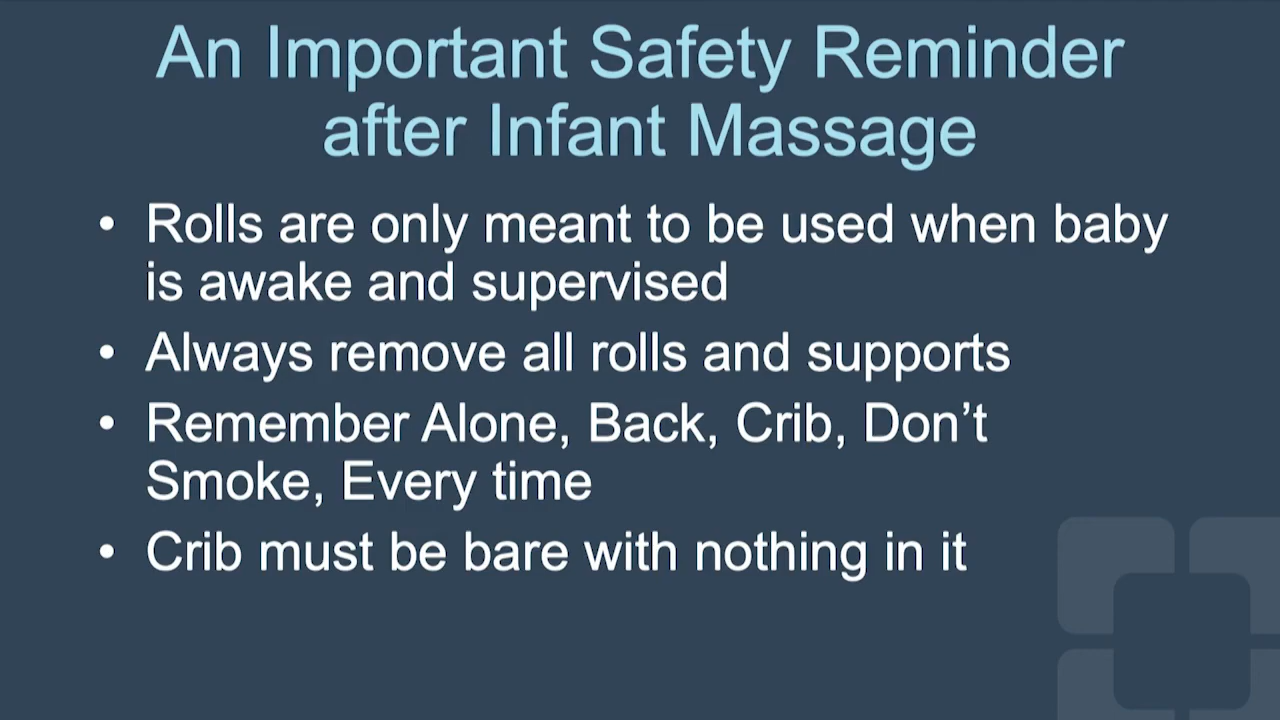 An Important Safety Reminder
after Infant Massage
• Rolls are only meant to be used when baby
is awake and supervised
• Always remove all rolls and supports
• Remember Alone, Back, Crib, Don’t
Smoke, Every time
• Crib must be bare with nothing in it